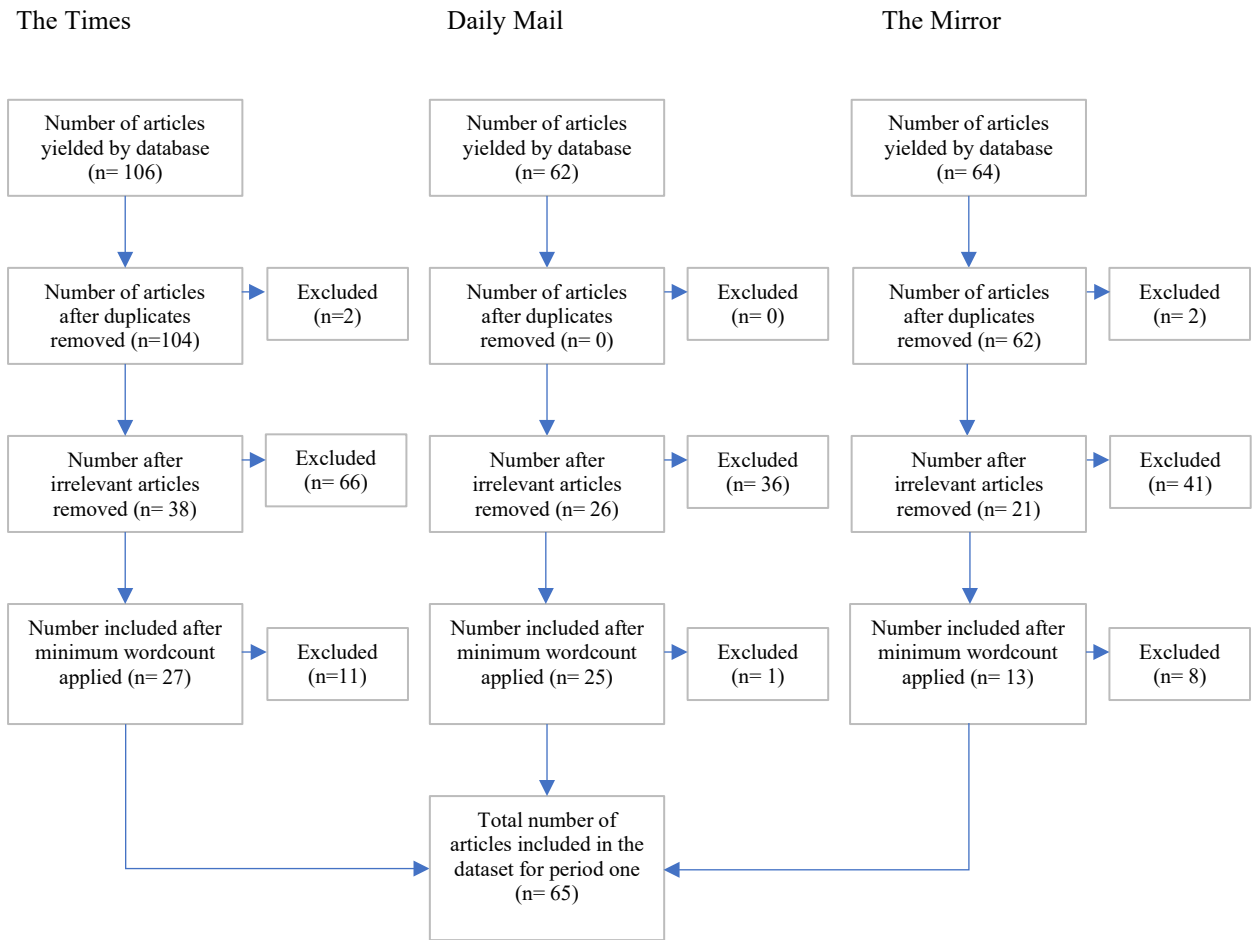 The Times
Daily Mail
The Mirror
Number of articles
yielded by database
(n= 106)
Number of articles
yielded by database
(n= 62)
Number of articles
yielded by database
(n= 64)
Number of articles
after duplicates
removed (n=104)
Excluded
(n=2)
Number of articles
after duplicates
removed (n= 0)
Excluded
(n= 0)
Number of articles
after duplicates
removed (n= 62)
Excluded
(n= 2)
Number after
irrelevant articles
removed (n= 38)
Excluded
(n= 66)
Number after
irrelevant articles
removed (n= 26)
Excluded
(n= 36)
Number after
irrelevant articles
removed (n= 21)
Excluded
(n= 41)
Number included after
minimum wordcount
applied (n= 27)
Excluded
(n=11)
Number included after
minimum wordcount
applied (n= 25)
Excluded
(n= 1)
Number included after
minimum wordcount
applied (n= 13)
Excluded
(n= 8)
Total number of
articles included in the
dataset for period one
(n= 65)